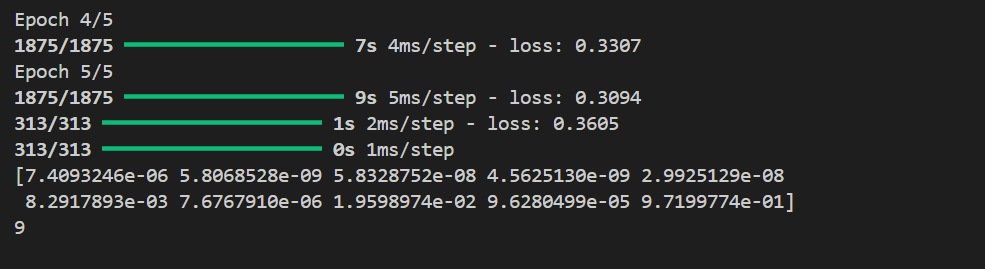 Epoch 4/5
1875/1875 ━━━━━━━━━━━━━━━━━━━━ 7s 4ms/step - loss: 0.3307
Epoch 5/5
1875/1875 ━━━━━━━━━━━━━━━━━━━━ 9s 5ms/step - loss: 0.3094
313/313 ━━━━━━━━━━━━━━━━━━━━ 1s 2ms/step - loss: 0.3605
313/313 ━━━━━━━━━━━━━━━━━━━━ 0s 1ms/step
[7.4093246e-06 5.8068528e-09 5.8328752e-08 4.5625130e-09 2.9925129e-08
8.2917893e-03 7.6767910e-06 1.9598974e-02 9.6280499e-05 9.7199774e-01]
9